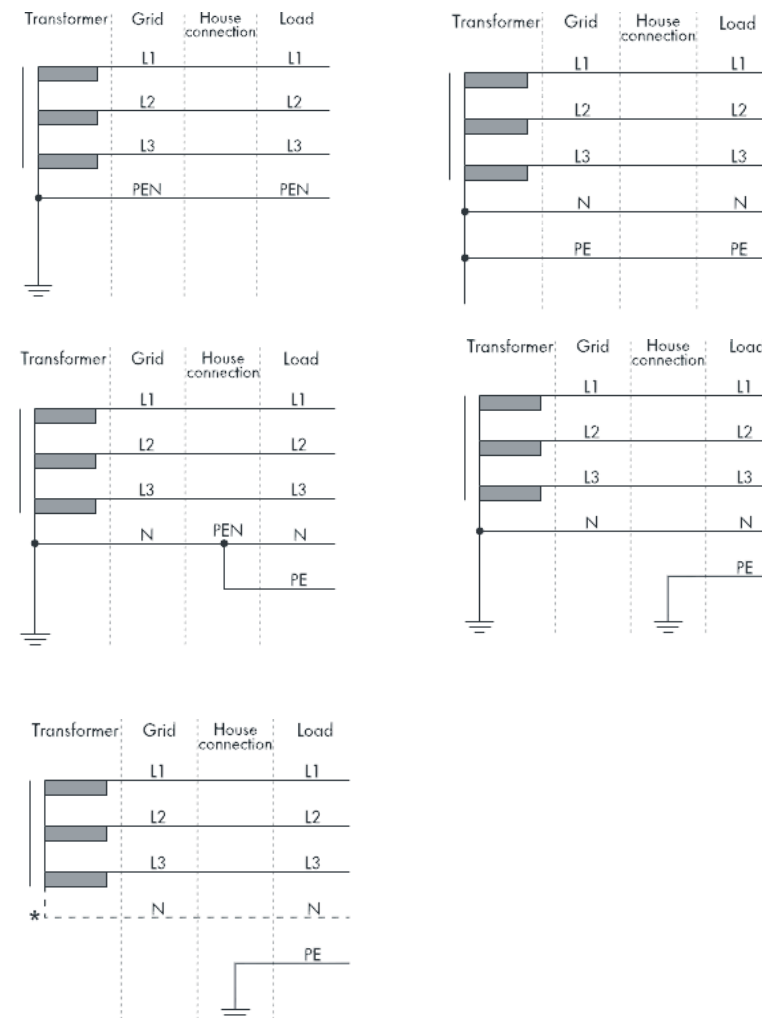 Transformer Grid House connection Load
L1 L1
L2 L2
L3 L3
PEN PEN
Transformer Grid House connection Load
L1 L1
L2 L2
L3 L3
N N
PE PE
Transformer Grid House connection Load
L1 L1
L2 L2
L3 L3
N PEN N
PE
Transformer Grid House connection Load
L1 L1
L2 L2
L3 L3
N N
PE
Transformer Grid House connection Load
L1 L1
L2 L2
L3 L3
* N N
PE